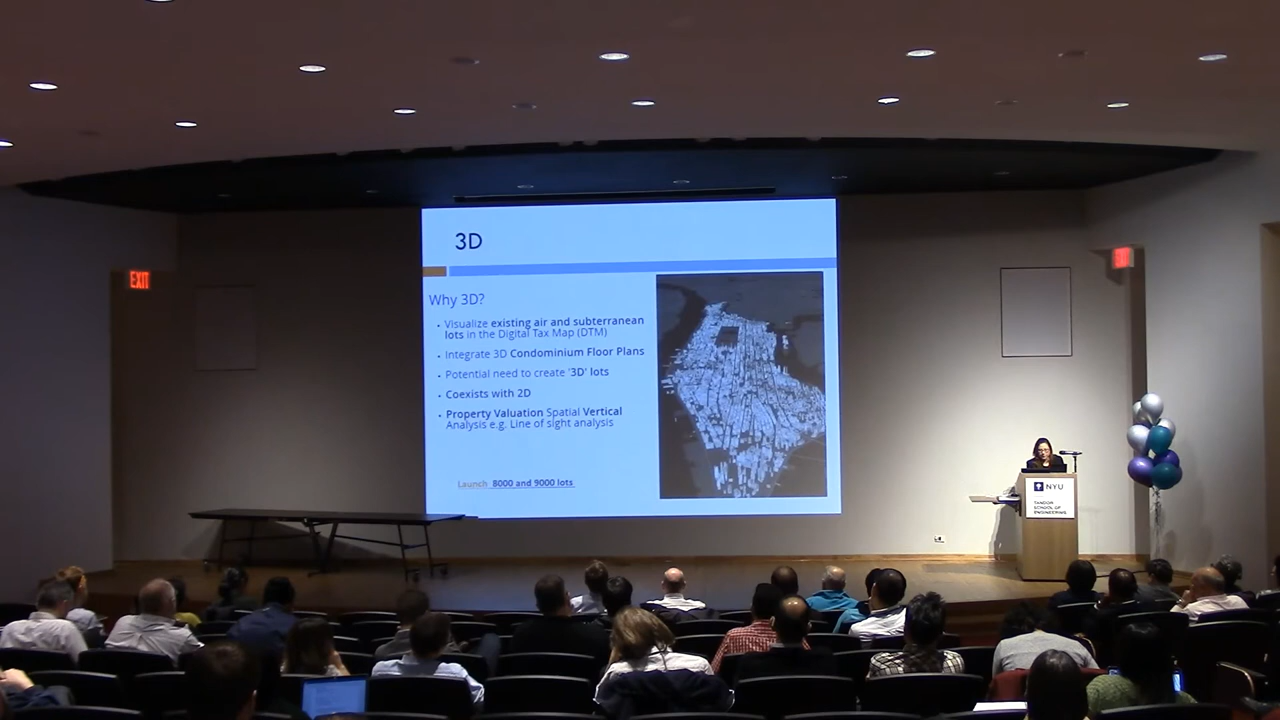 3D
EXIT
Why 3D?
• Visualize existing air and subterranean
lots in the Digital Tax Map (DTM)
• Integrate 3D Condominium Floor Plans
• Potential need to create '3D' lots
• Coexists with 2D
• Property Valuation Spatial Vertical
Analysis e.g. Line of sight analysis
Launch 8000 and 9000 lots
NYU
TANDON
SCHOOL OF
ENGINEERING